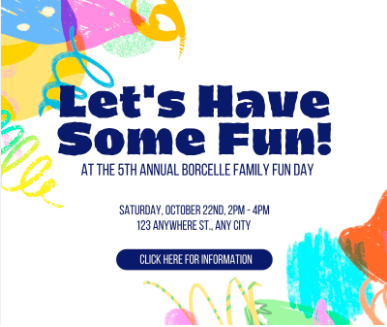 Let's Have
Some Fun!
AT THE 5TH ANNUAL BORCELLE FAMILY FUN DAY
SATURDAY, OCTOBER 22ND, 2PM - 4PM
123 ANYWHERE ST., ANY CITY
CLICK HERE FOR INFORMATION